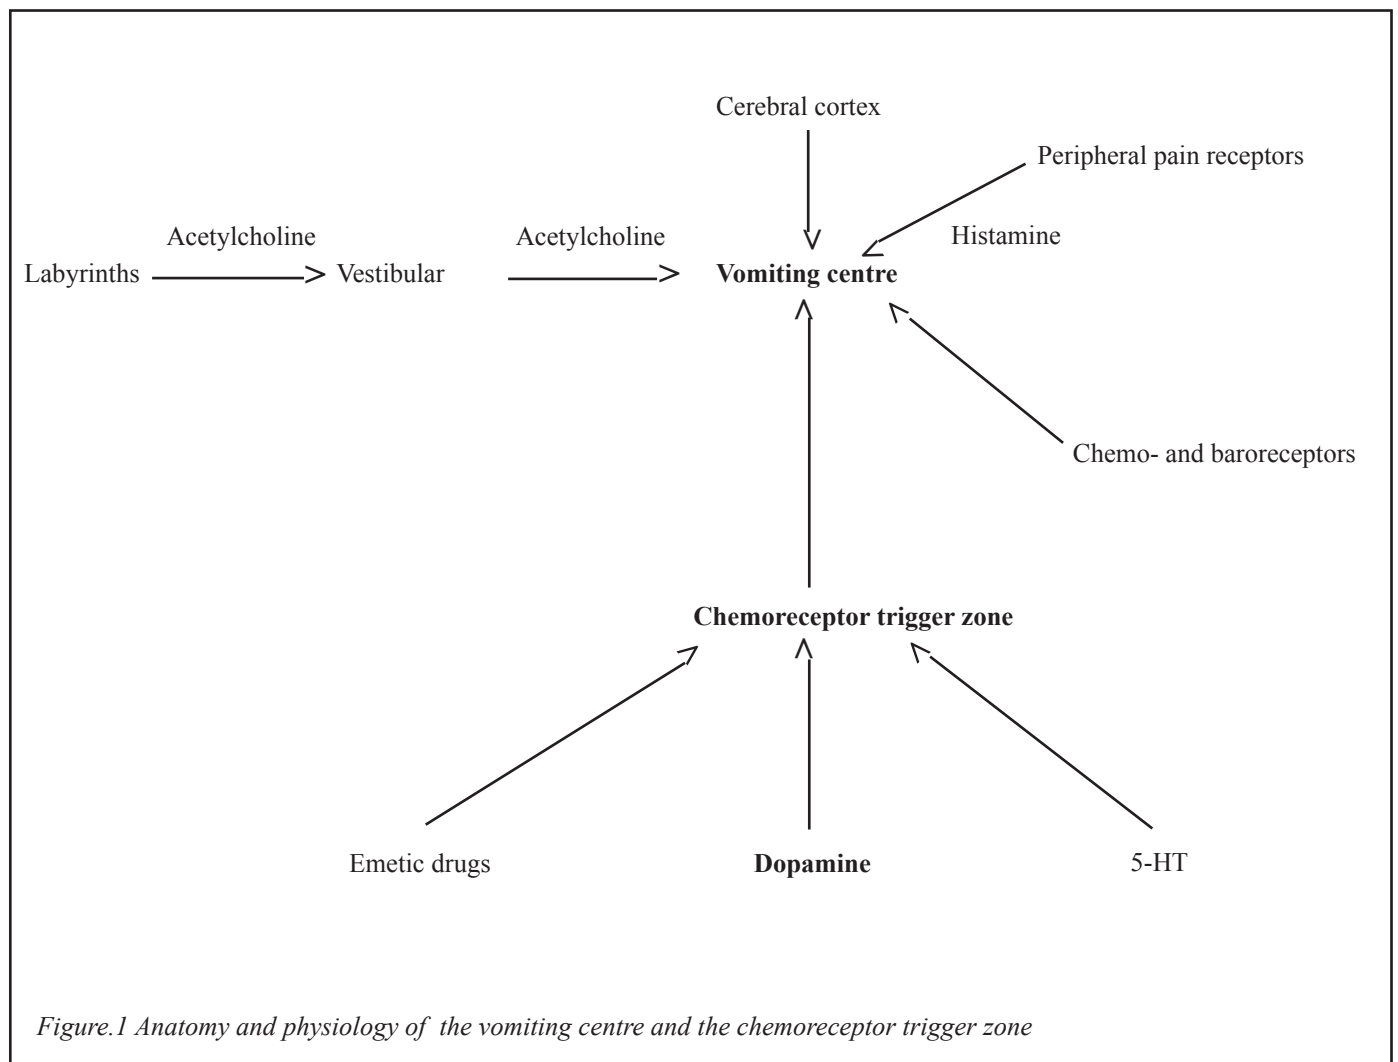 Cerebral cortex
Peripheral pain receptors
Acetylcholine
Acetylcholine
Histamine
Labyrinths
Vestibular
Vomiting centre
Chemo- and baroreceptors
Chemoreceptor trigger zone
Emetic drugs
Dopamine
5-HT
Figure.1 Anatomy and physiology of the vomiting centre and the chemoreceptor trigger zone